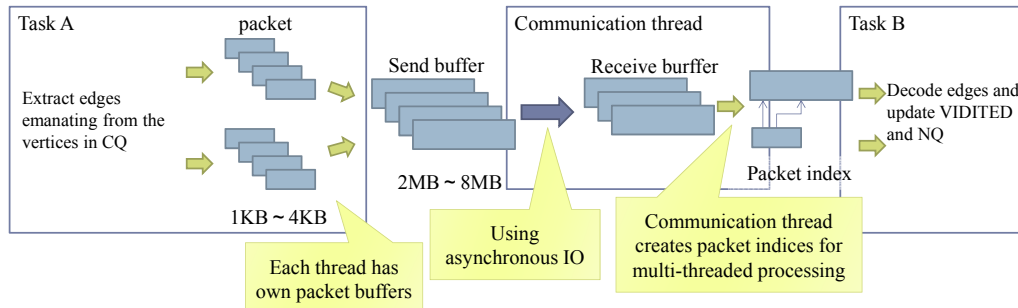 Task A
packet
Extract edges
emanating from the
vertices in CQ
1KB ~ 4KB
Each thread has
own packet buffers
Send buffer
2MB ~ 8MB
Using
asynchronous IO
Communication thread
Receive burffer
Communication thread
creates packet indices for
multi-threaded processing
Packet index
Task B
Decode edges and
update VIDITED
and NQ